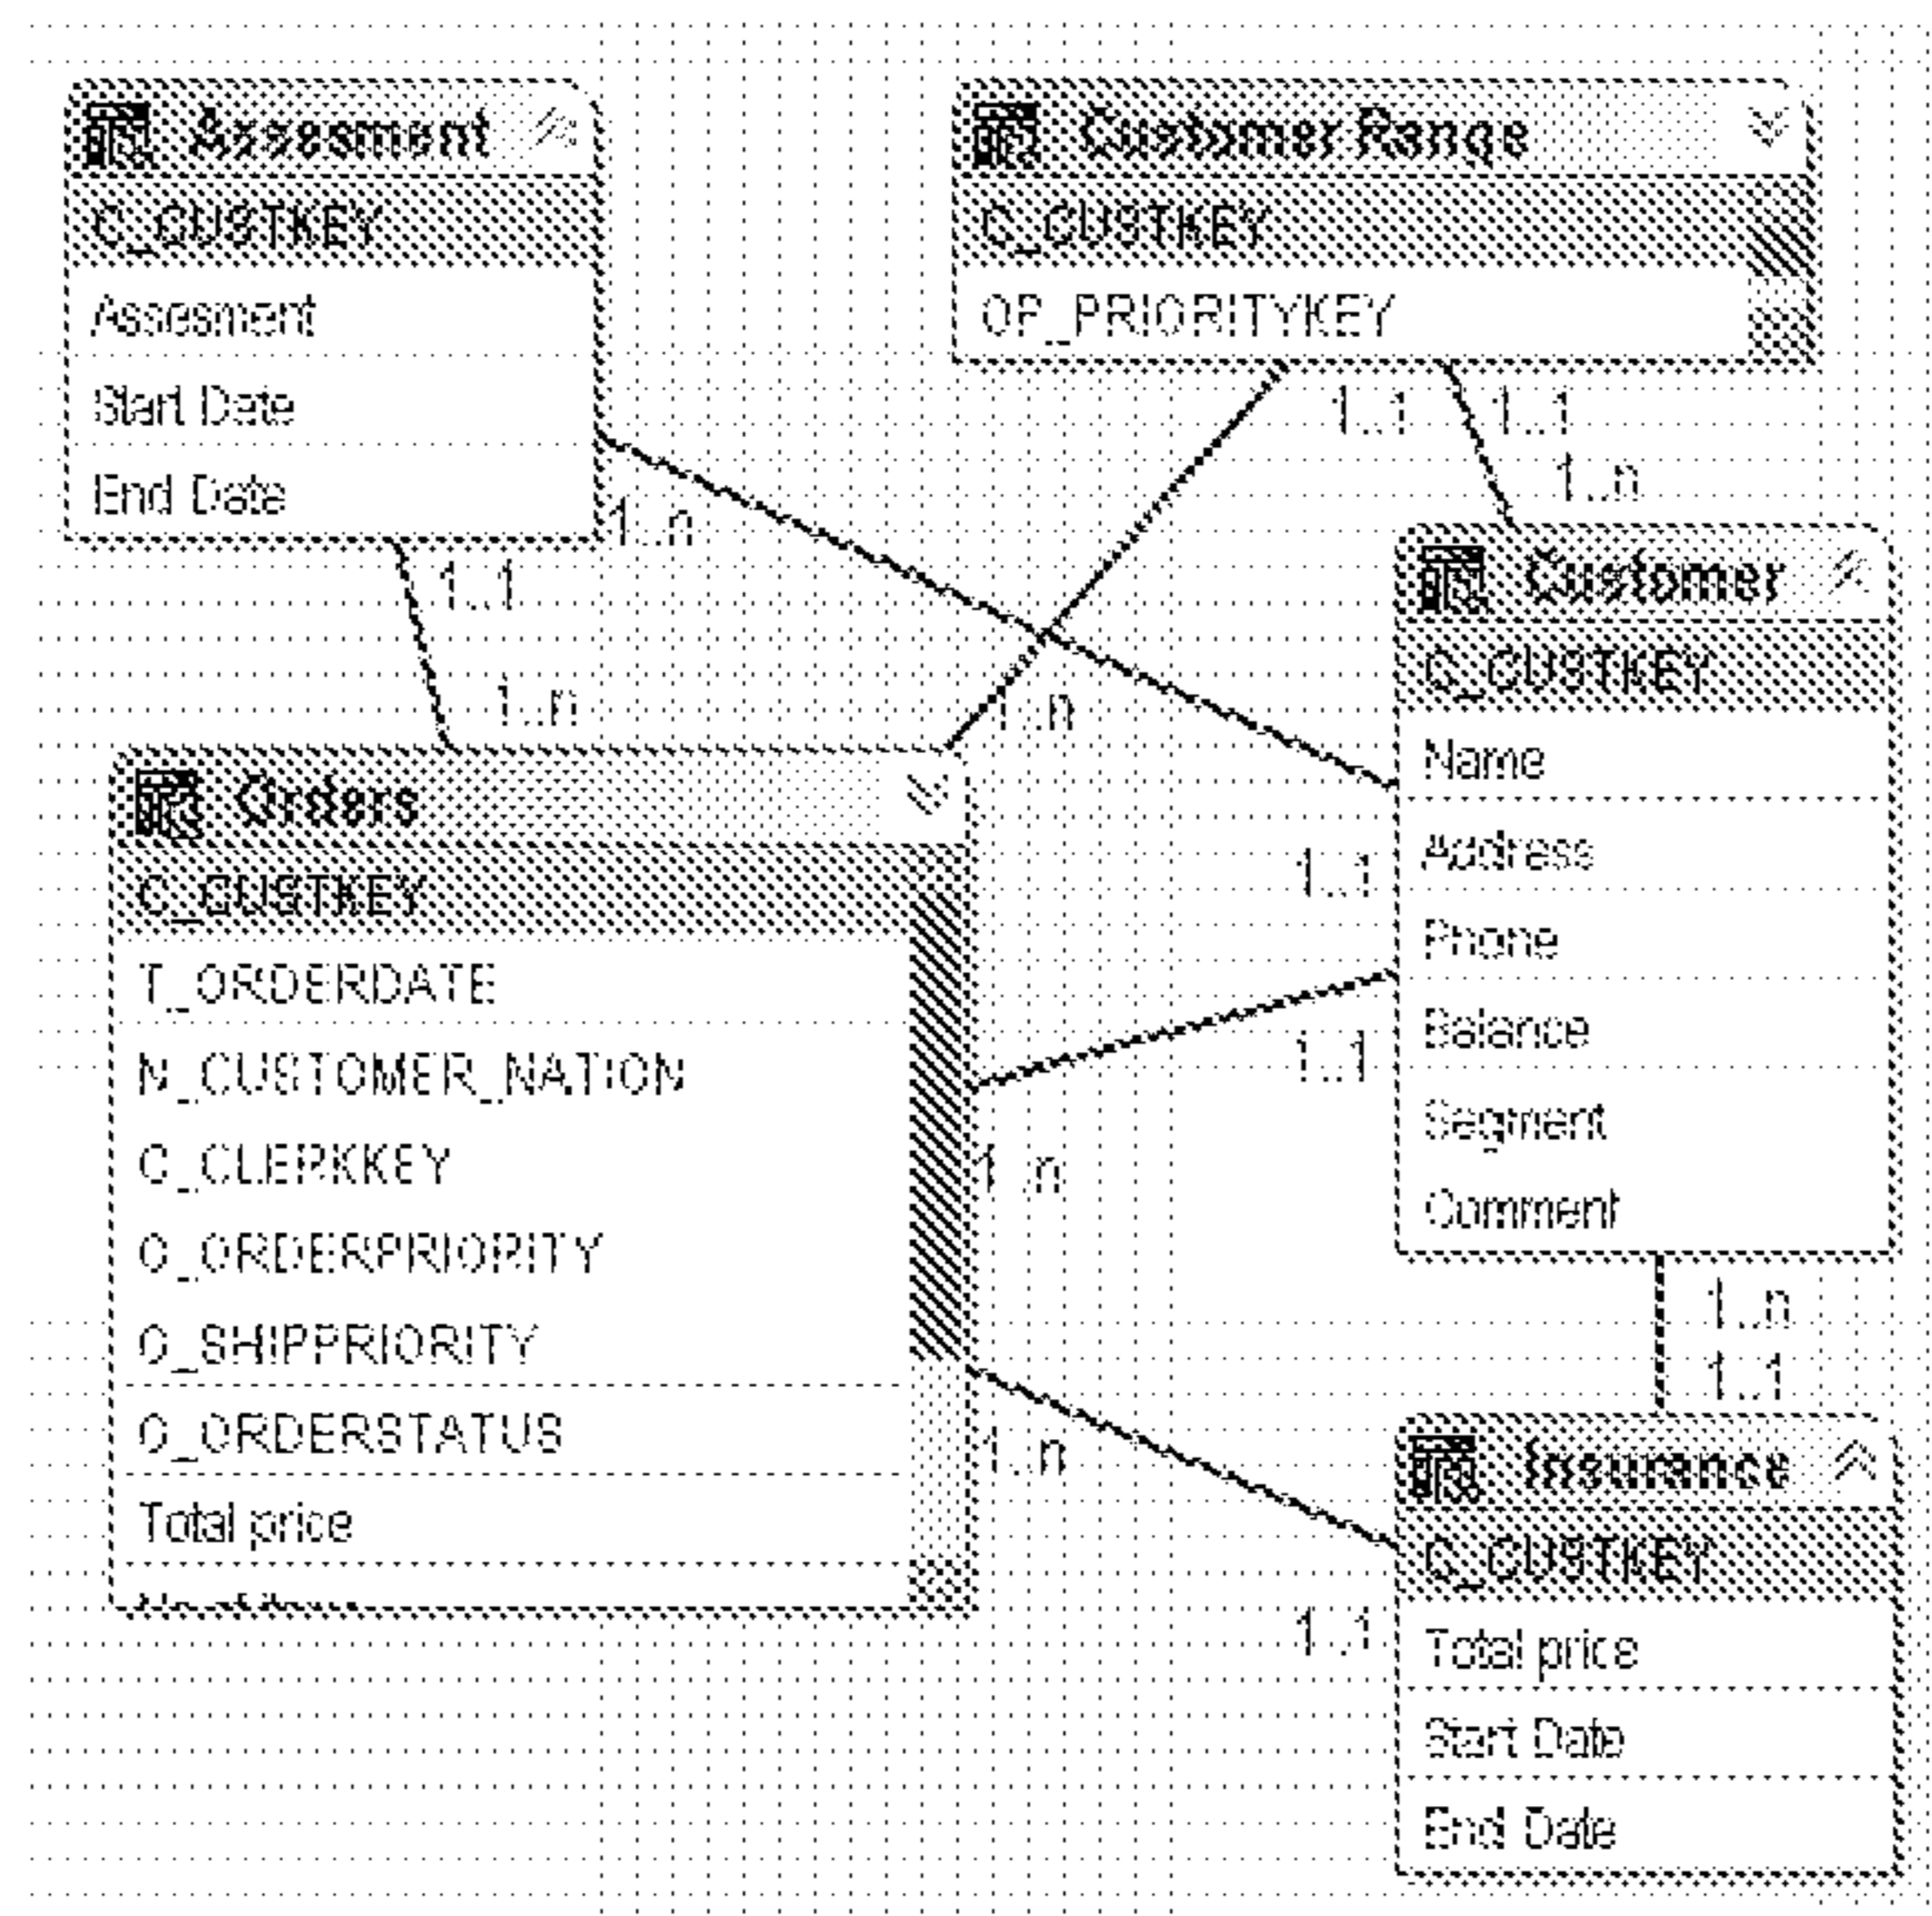 Assesment
C_CUSTKEY
Assesment
Start Date
End Date
Customer Range
C_CUSTKEY
OP_PRIORITYKEY
1..1
1..1
1..n
1..n
1..1
1..n
1..n
Customer
C_CUSTKEY
Name
Address
Phone
Balance
Segment
Comment
Orders
C_CUSTKEY
T_ORDERDATE
N_CUSTOMER_NATION
C_CLERKKEY
O_ORDERPRIORITY
O_SHIPPRIORITY
O_ORDERSTATUS
Total price
1..1
1..1
1..n
1..n
1..1
1..n
1..1
Insurance
C_CUSTKEY
Total price
Start Date
End Date